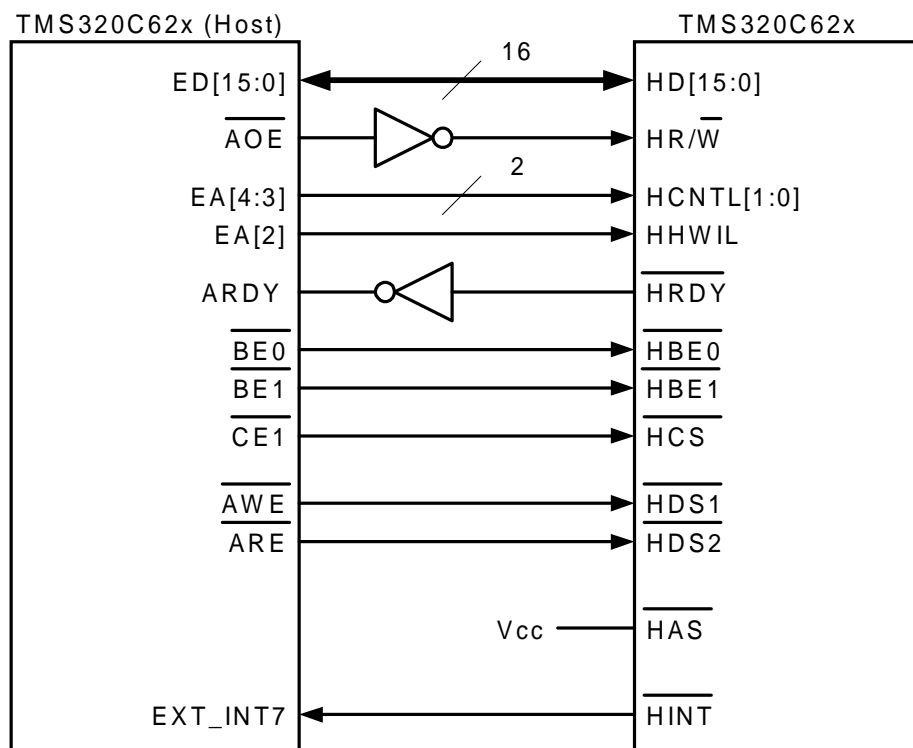 TMS320C62x (Host) TMS320C62x
16
ED[15:0] HD[15:0]
AOE HR/W
2
EA[4:3] HCNTL[1:0]
EA[2] HHWIL
ARDY HRDY
BE0 HBE0
BE1 HBE1
CE1 HCS
AWE HDS1
ARE HDS2
Vcc HAS
EXT_INT7 HINT